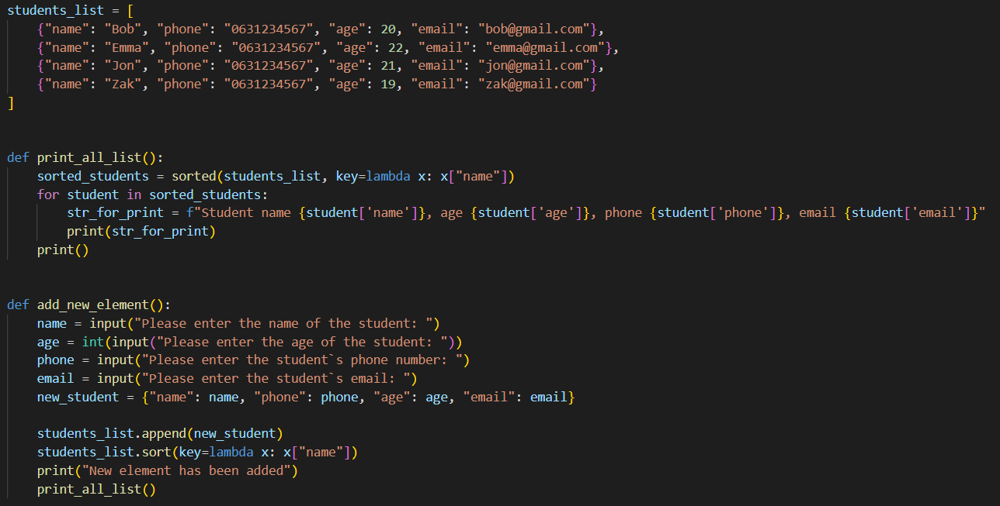 students_list = [
    {"name": "Bob", "phone": "0631234567", "age": 20, "email": "bob@gmail.com"},
    {"name": "Emma", "phone": "0631234567", "age": 22, "email": "emma@gmail.com"},
    {"name": "Jon", "phone": "0631234567", "age": 21, "email": "jon@gmail.com"},
    {"name": "Zak", "phone": "0631234567", "age": 19, "email": "zak@gmail.com"}
]

def print_all_list():
    sorted_students = sorted(students_list, key=lambda x: x["name"])
    for student in sorted_students:
        str_for_print = f"Student name {student['name']}, age {student['age']}, phone {student['phone']}, email {student['email']}"
        print(str_for_print)
    print()

def add_new_element():
    name = input("Please enter the name of the student: ")
    age = int(input("Please enter the age of the student: "))
    phone = input("Please enter the student`s phone number: ")
    email = input("Please enter the student`s email: ")
    new_student = {"name": name, "phone": phone, "age": age, "email": email}

    students_list.append(new_student)
    students_list.sort(key=lambda x: x["name"])
    print("New element has been added")
    print_all_list()